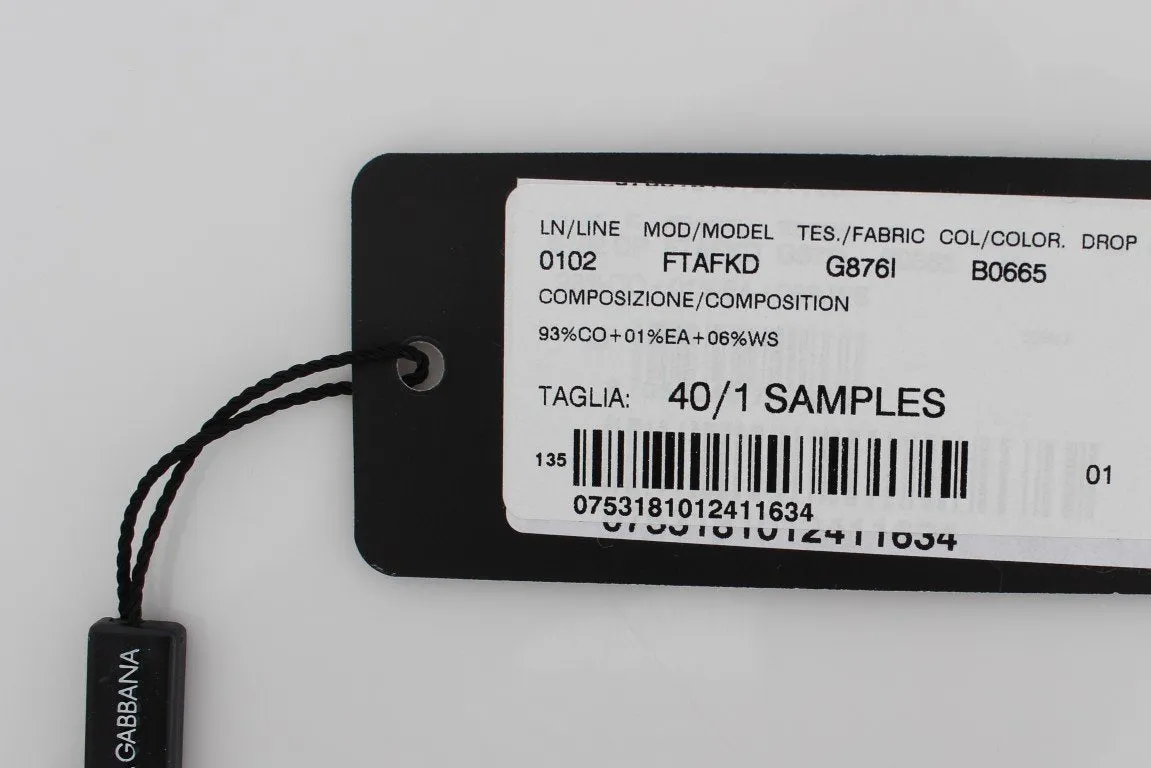 LN/LINE MOD/MODEL TES./FABRIC COL/COLOR. DROP
0102 FTAFKD G876I B0665
COMPOSIZIONE/COMPOSITION
93%CO+01%EA+06%WS
TAGLIA: 40/1 SAMPLES
135
01
0753181012411634
0753181012411634
GABBANA